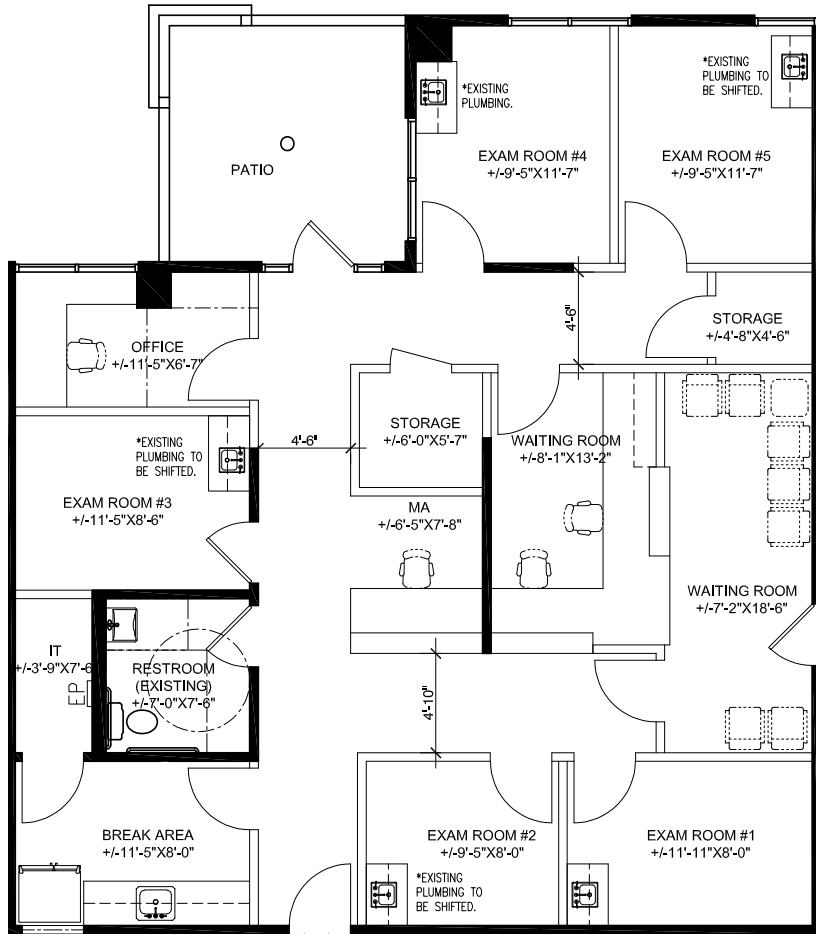 *EXISTING
PLUMBING.
*EXISTING
PLUMBING TO
BE SHIFTED.
EXAM ROOM #4
+/-9'-5"X11'-7"
EXAM ROOM #5
+/-9'-5"X11'-7"
PATIO
4'-6"
STORAGE
+/-4'-8"X4'-6"
OFFICE
+/-11'-5"X6'-7"
STORAGE
+/-6'-0"X5'-7"
4'-6"
*EXISTING
PLUMBING TO
BE SHIFTED.
WAITING ROOM
+/-8'-1"X13'-2"
EXAM ROOM #3
+/-11'-5"X8'-6"
MA
+/-6'-5"X7'-8"
WAITING ROOM
+/-7'-2"X18'-6"
IT
+/-3'-9"X7'-6
EP
RESTROOM
(EXISTING)
+/-7'-0"X7'-6"
4'-10"
BREAK AREA
+/-11'-5"X8'-0"
EXAM ROOM #2
+/-9'-5"X8'-0"
*EXISTING
PLUMBING TO
BE SHIFTED.
EXAM ROOM #1
+/-11'-11"X8'-0"